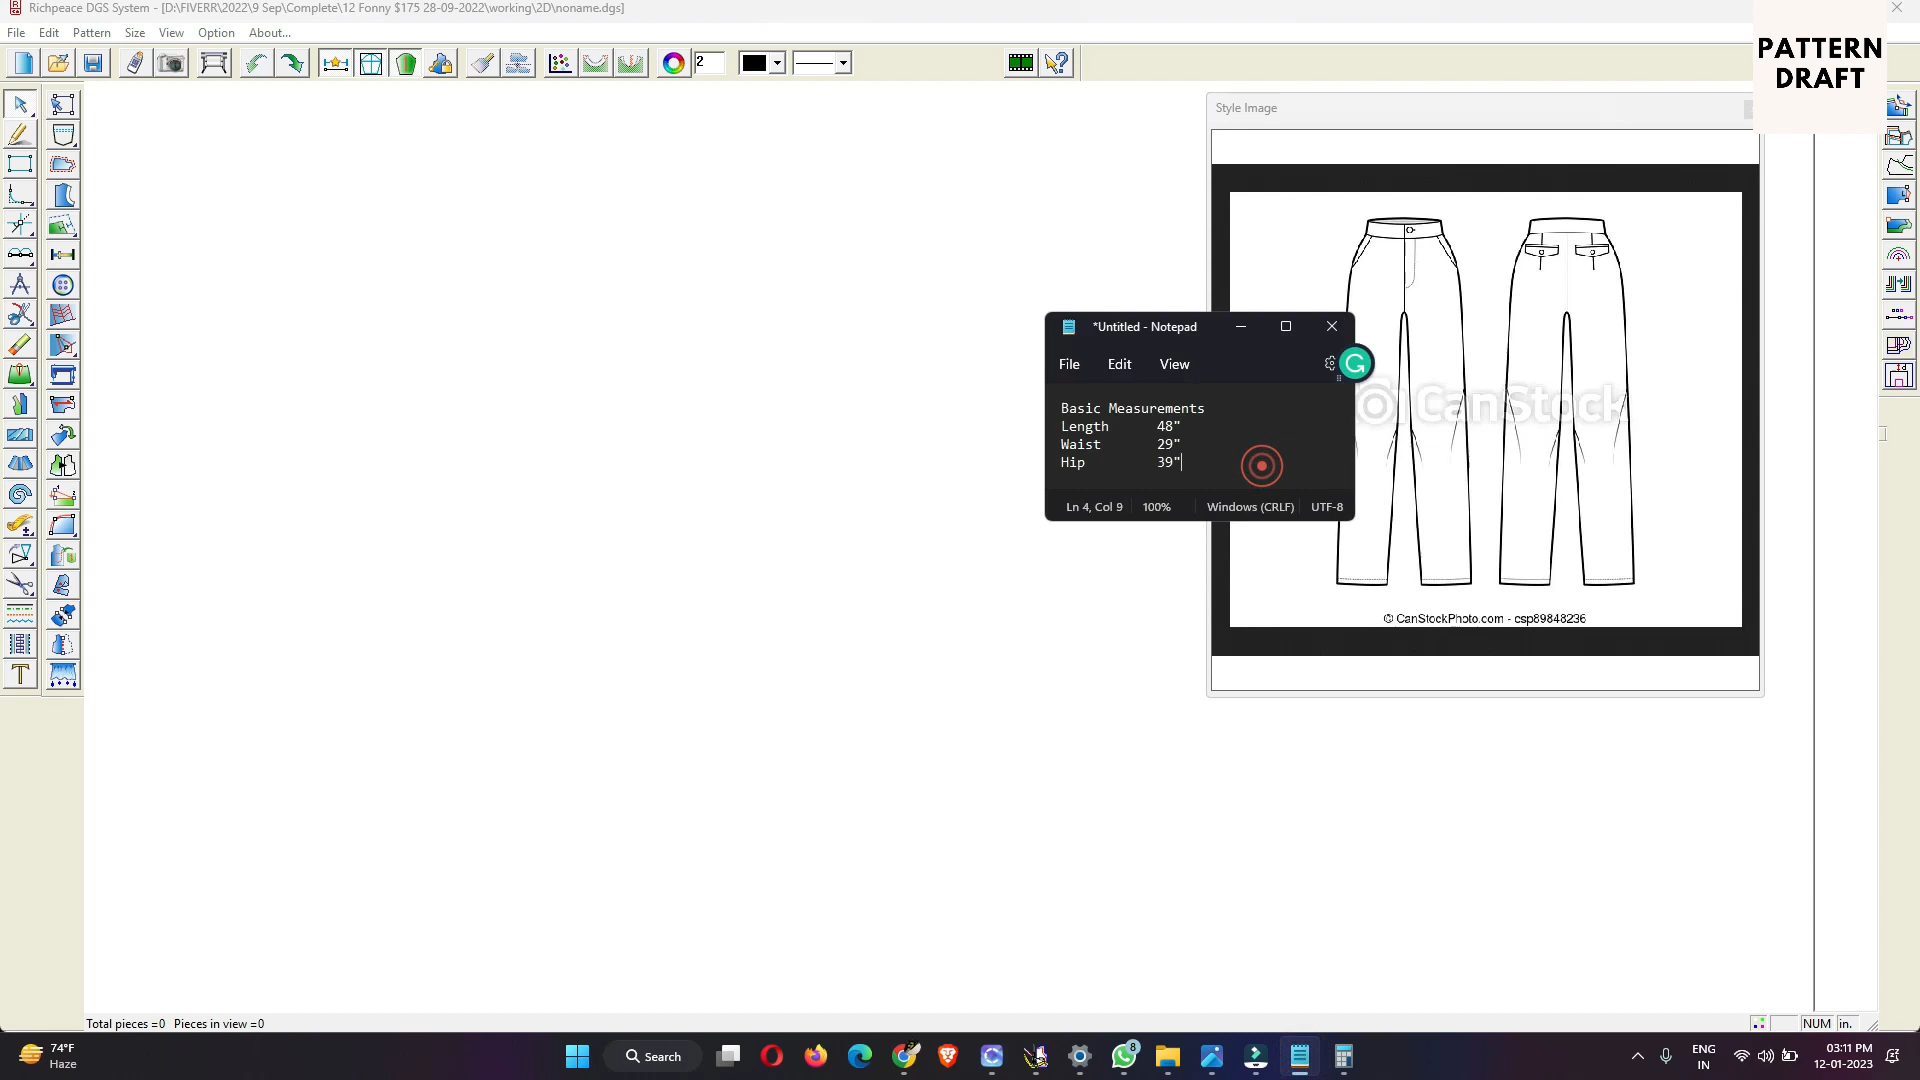 Richpeace DGS System - [D:\FIVERR\2022\9 Sep\Complete\12 Fonny $175 28-09-2022\working\2D\noname.dgs]
File Edit Pattern Size View Option About...
2
PATTERN
DRAFT
Style Image
*Untitled - Notepad
File Edit View
Basic Measurements
Length 48"
Waist 29"
Hip 39"
Ln 4, Col 9 100% Windows (CRLF) UTF-8
CanStock
© CanStockPhoto.com - csp89848236
Total pieces =0 Pieces in view =0
NUM in.
74°F
Haze
Search
8
ENG
IN
03:11 PM
12-01-2023